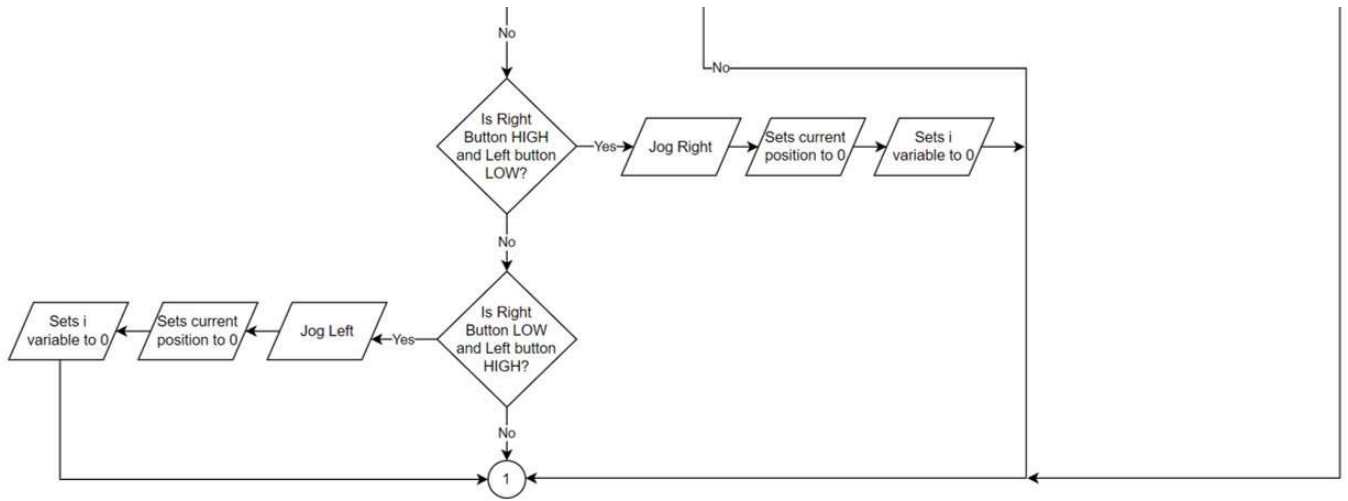 No
No
Is Right
Button HIGH
and Left button
LOW?
Yes
Jog Right
Sets current
position to 0
Sets i
variable to 0
No
Sets i
variable to 0
Sets current
position to 0
Jog Left
Yes
Is Right
Button LOW
and Left button
HIGH?
No
1